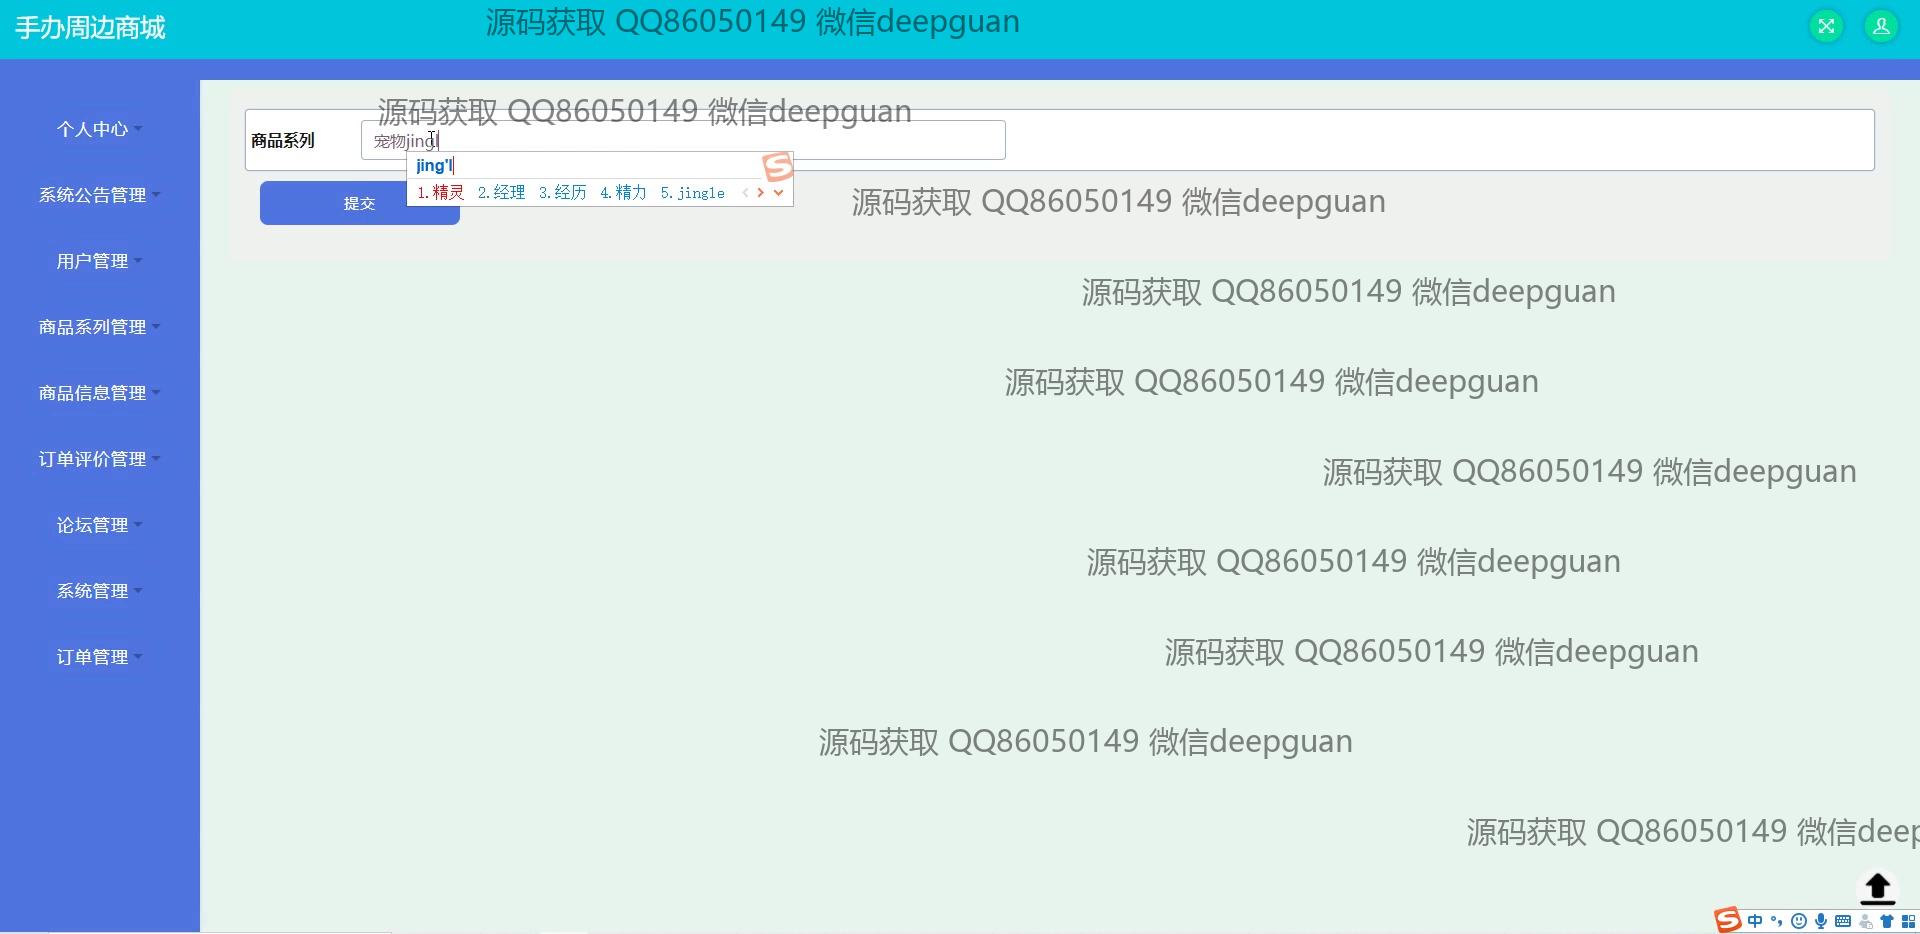 手办周边商城
源码获取 QQ86050149 微信deepguan
源码获取 QQ86050149 微信deepguan
个人中心
商品系列
宠物jingl
jing'l
1.精灵 2.经理 3.经历 4.精力 5.jingle
提交
源码获取 QQ86050149 微信deepguan
系统公告管理
用户管理
源码获取 QQ86050149 微信deepguan
商品系列管理
源码获取 QQ86050149 微信deepguan
商品信息管理
订单评价管理
源码获取 QQ86050149 微信deepguan
论坛管理
源码获取 QQ86050149 微信deepguan
系统管理
源码获取 QQ86050149 微信deepguan
订单管理
源码获取 QQ86050149 微信deepguan
源码获取 QQ86050149 微信deep
中